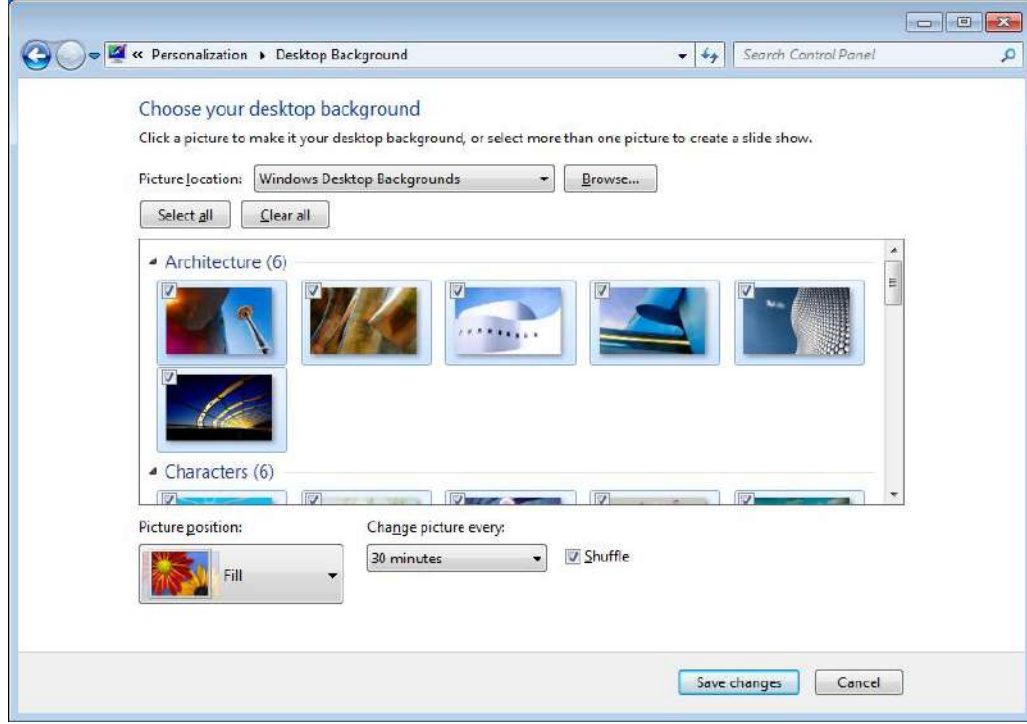 « Personalization ▸ Desktop Background
Search Control Panel
Choose your desktop background
Click a picture to make it your desktop background, or select more than one picture to create a slide show.
Picture location: Windows Desktop Backgrounds Browse...
Select all Clear all
Architecture (6)
Characters (6)
Picture position: Change picture every:
Fill 30 minutes Shuffle
Save changes Cancel